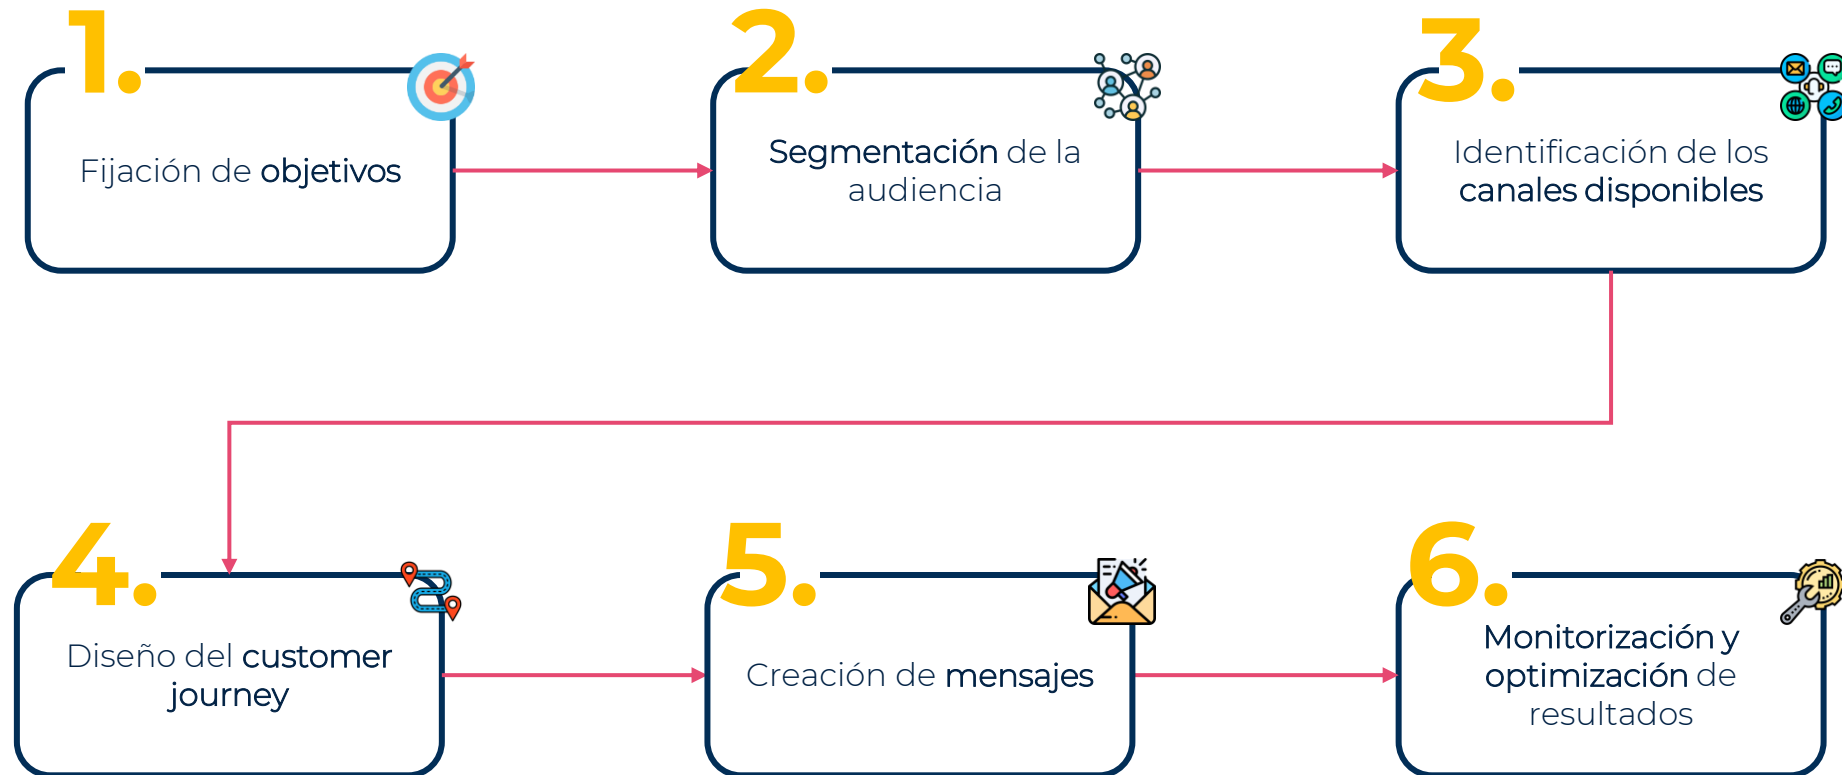 1.
Fijación de objetivos
2.
Segmentación de la
audiencia
3.
Identificación de los
canales disponibles
4.
Diseño del customer
journey
5.
Creación de mensajes
6.
Monitorización y
optimización de
resultados